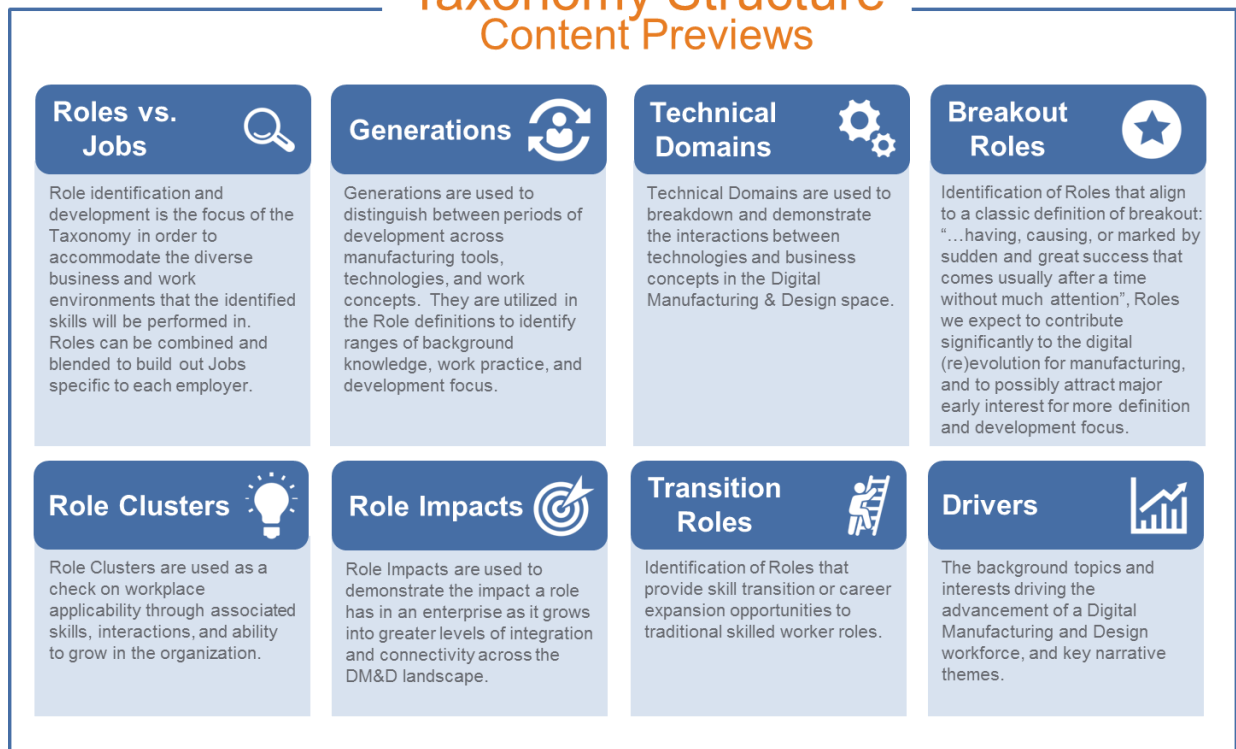 Taxonomy Structure
Content Previews
Roles vs.
Jobs
Role identification and
development is the focus of the
Taxonomy in order to
accommodate the diverse
business and work
environments that the identified
skills will be performed in.
Roles can be combined and
blended to build out Jobs
specific to each employer.
Generations
Generations are used to
distinguish between periods of
development across
manufacturing tools,
technologies, and work
concepts. They are utilized in
the Role definitions to identify
ranges of background
knowledge, work practice, and
development focus.
Technical
Domains
Technical Domains are used to
breakdown and demonstrate
the interactions between
technologies and business
concepts in the Digital
Manufacturing & Design space.
Breakout
Roles
Identification of Roles that align
to a classic definition of breakout:
“…having, causing, or marked by
sudden and great success that
comes usually after a time
without much attention”, Roles
we expect to contribute
significantly to the digital
(re)evolution for manufacturing,
and to possibly attract major
early interest for more definition
and development focus.
Role Clusters
Role Clusters are used as a
check on workplace
applicability through associated
skills, interactions, and ability
to grow in the organization.
Role Impacts
Role Impacts are used to
demonstrate the impact a role
has in an enterprise as it grows
into greater levels of integration
and connectivity across the
DM&D landscape.
Transition
Roles
Identification of Roles that
provide skill transition or career
expansion opportunities to
traditional skilled worker roles.
Drivers
The background topics and
interests driving the
advancement of a Digital
Manufacturing and Design
workforce, and key narrative
themes.